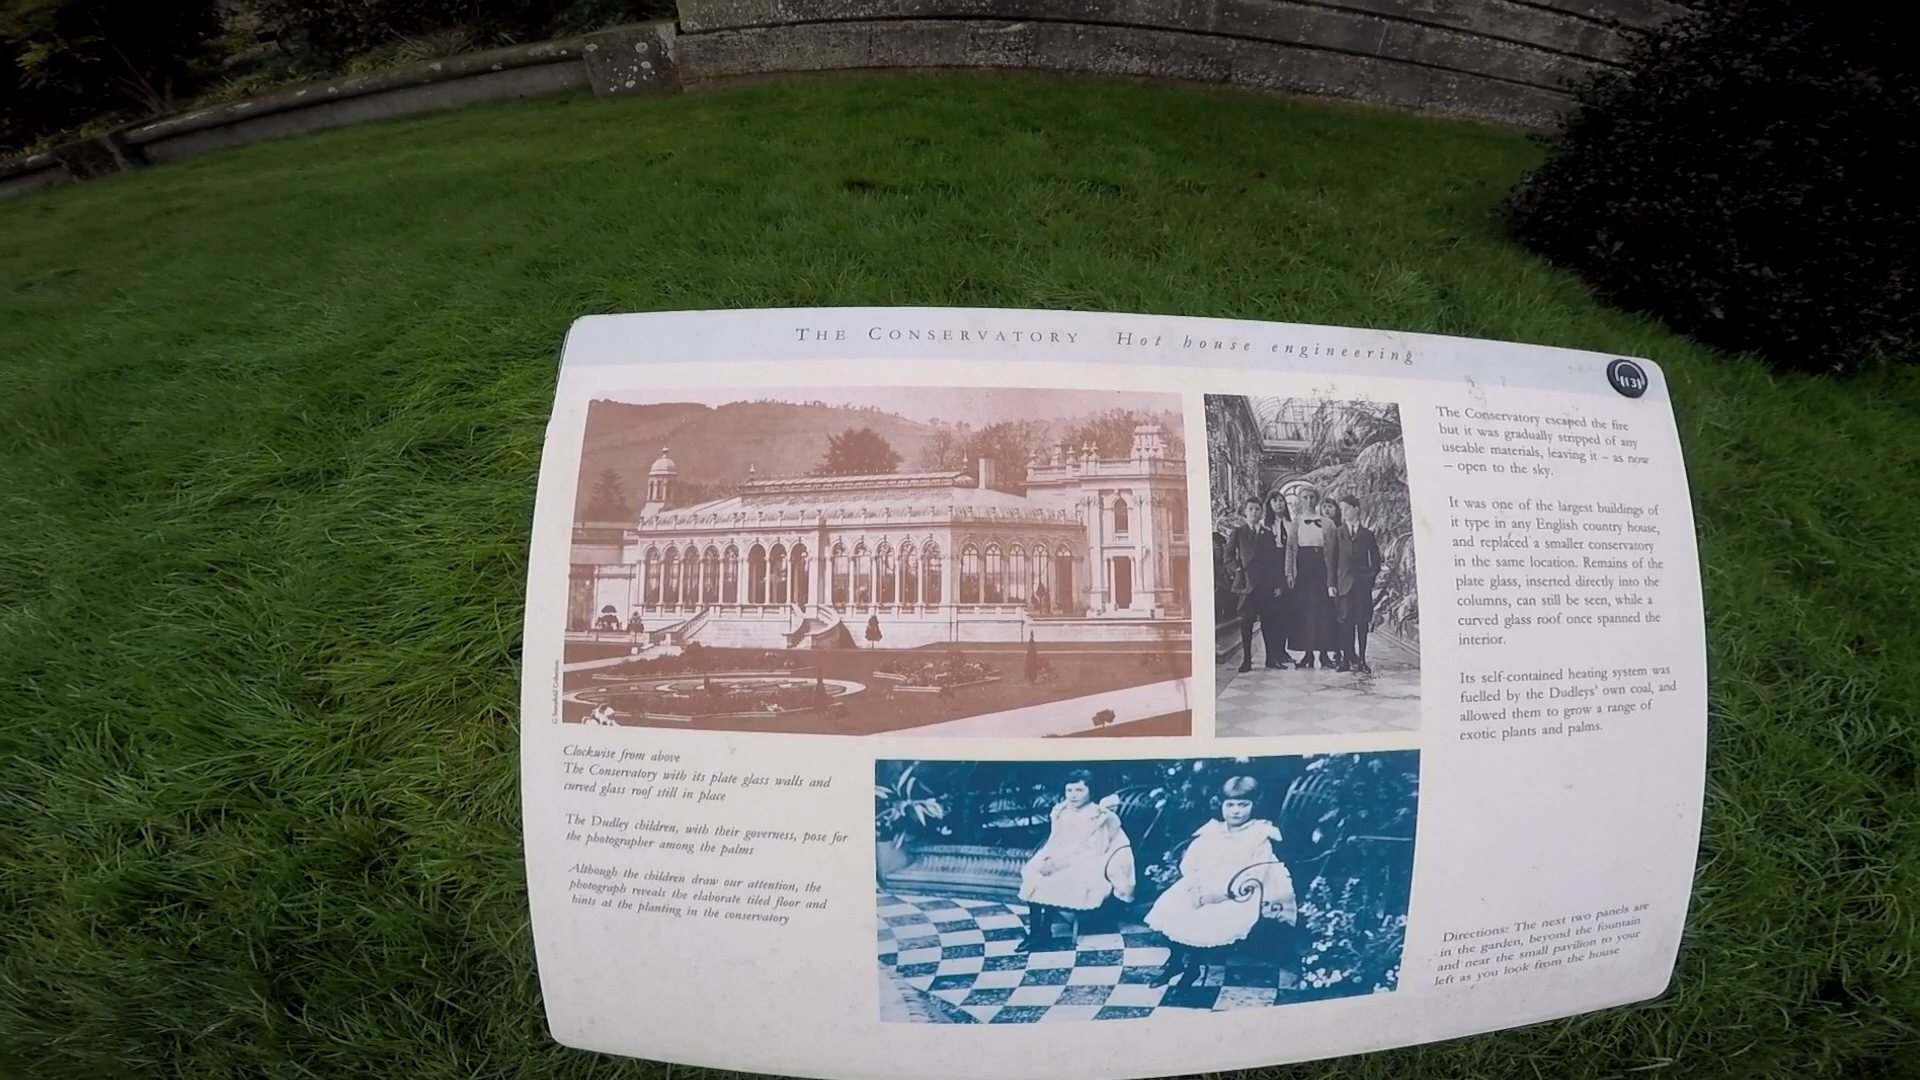 THE CONSERVATORY Hot house engineering
13
The Conservatory escaped the fire
but it was gradually stripped of any
useable materials, leaving it – as now
– open to the sky.
It was one of the largest buildings of
it type in any English country house,
and replaced a smaller conservatory
in the same location. Remains of the
plate glass, inserted directly into the
columns, can still be seen, while a
curved glass roof once spanned the
interior.
Its self-contained heating system was
fuelled by the Dudleys' own coal, and
allowed them to grow a range of
exotic plants and palms.
Clockwise from above
The Conservatory with its plate glass walls and
curved glass roof still in place
The Dudley children, with their governess, pose for
the photographer among the palms
Although the children draw our attention, the
photograph reveals the elaborate tiled floor and
hints at the planting in the conservatory
Directions: The next two panels are
in the garden, beyond the fountain
and near the small pavilion to your
left as you look from the house